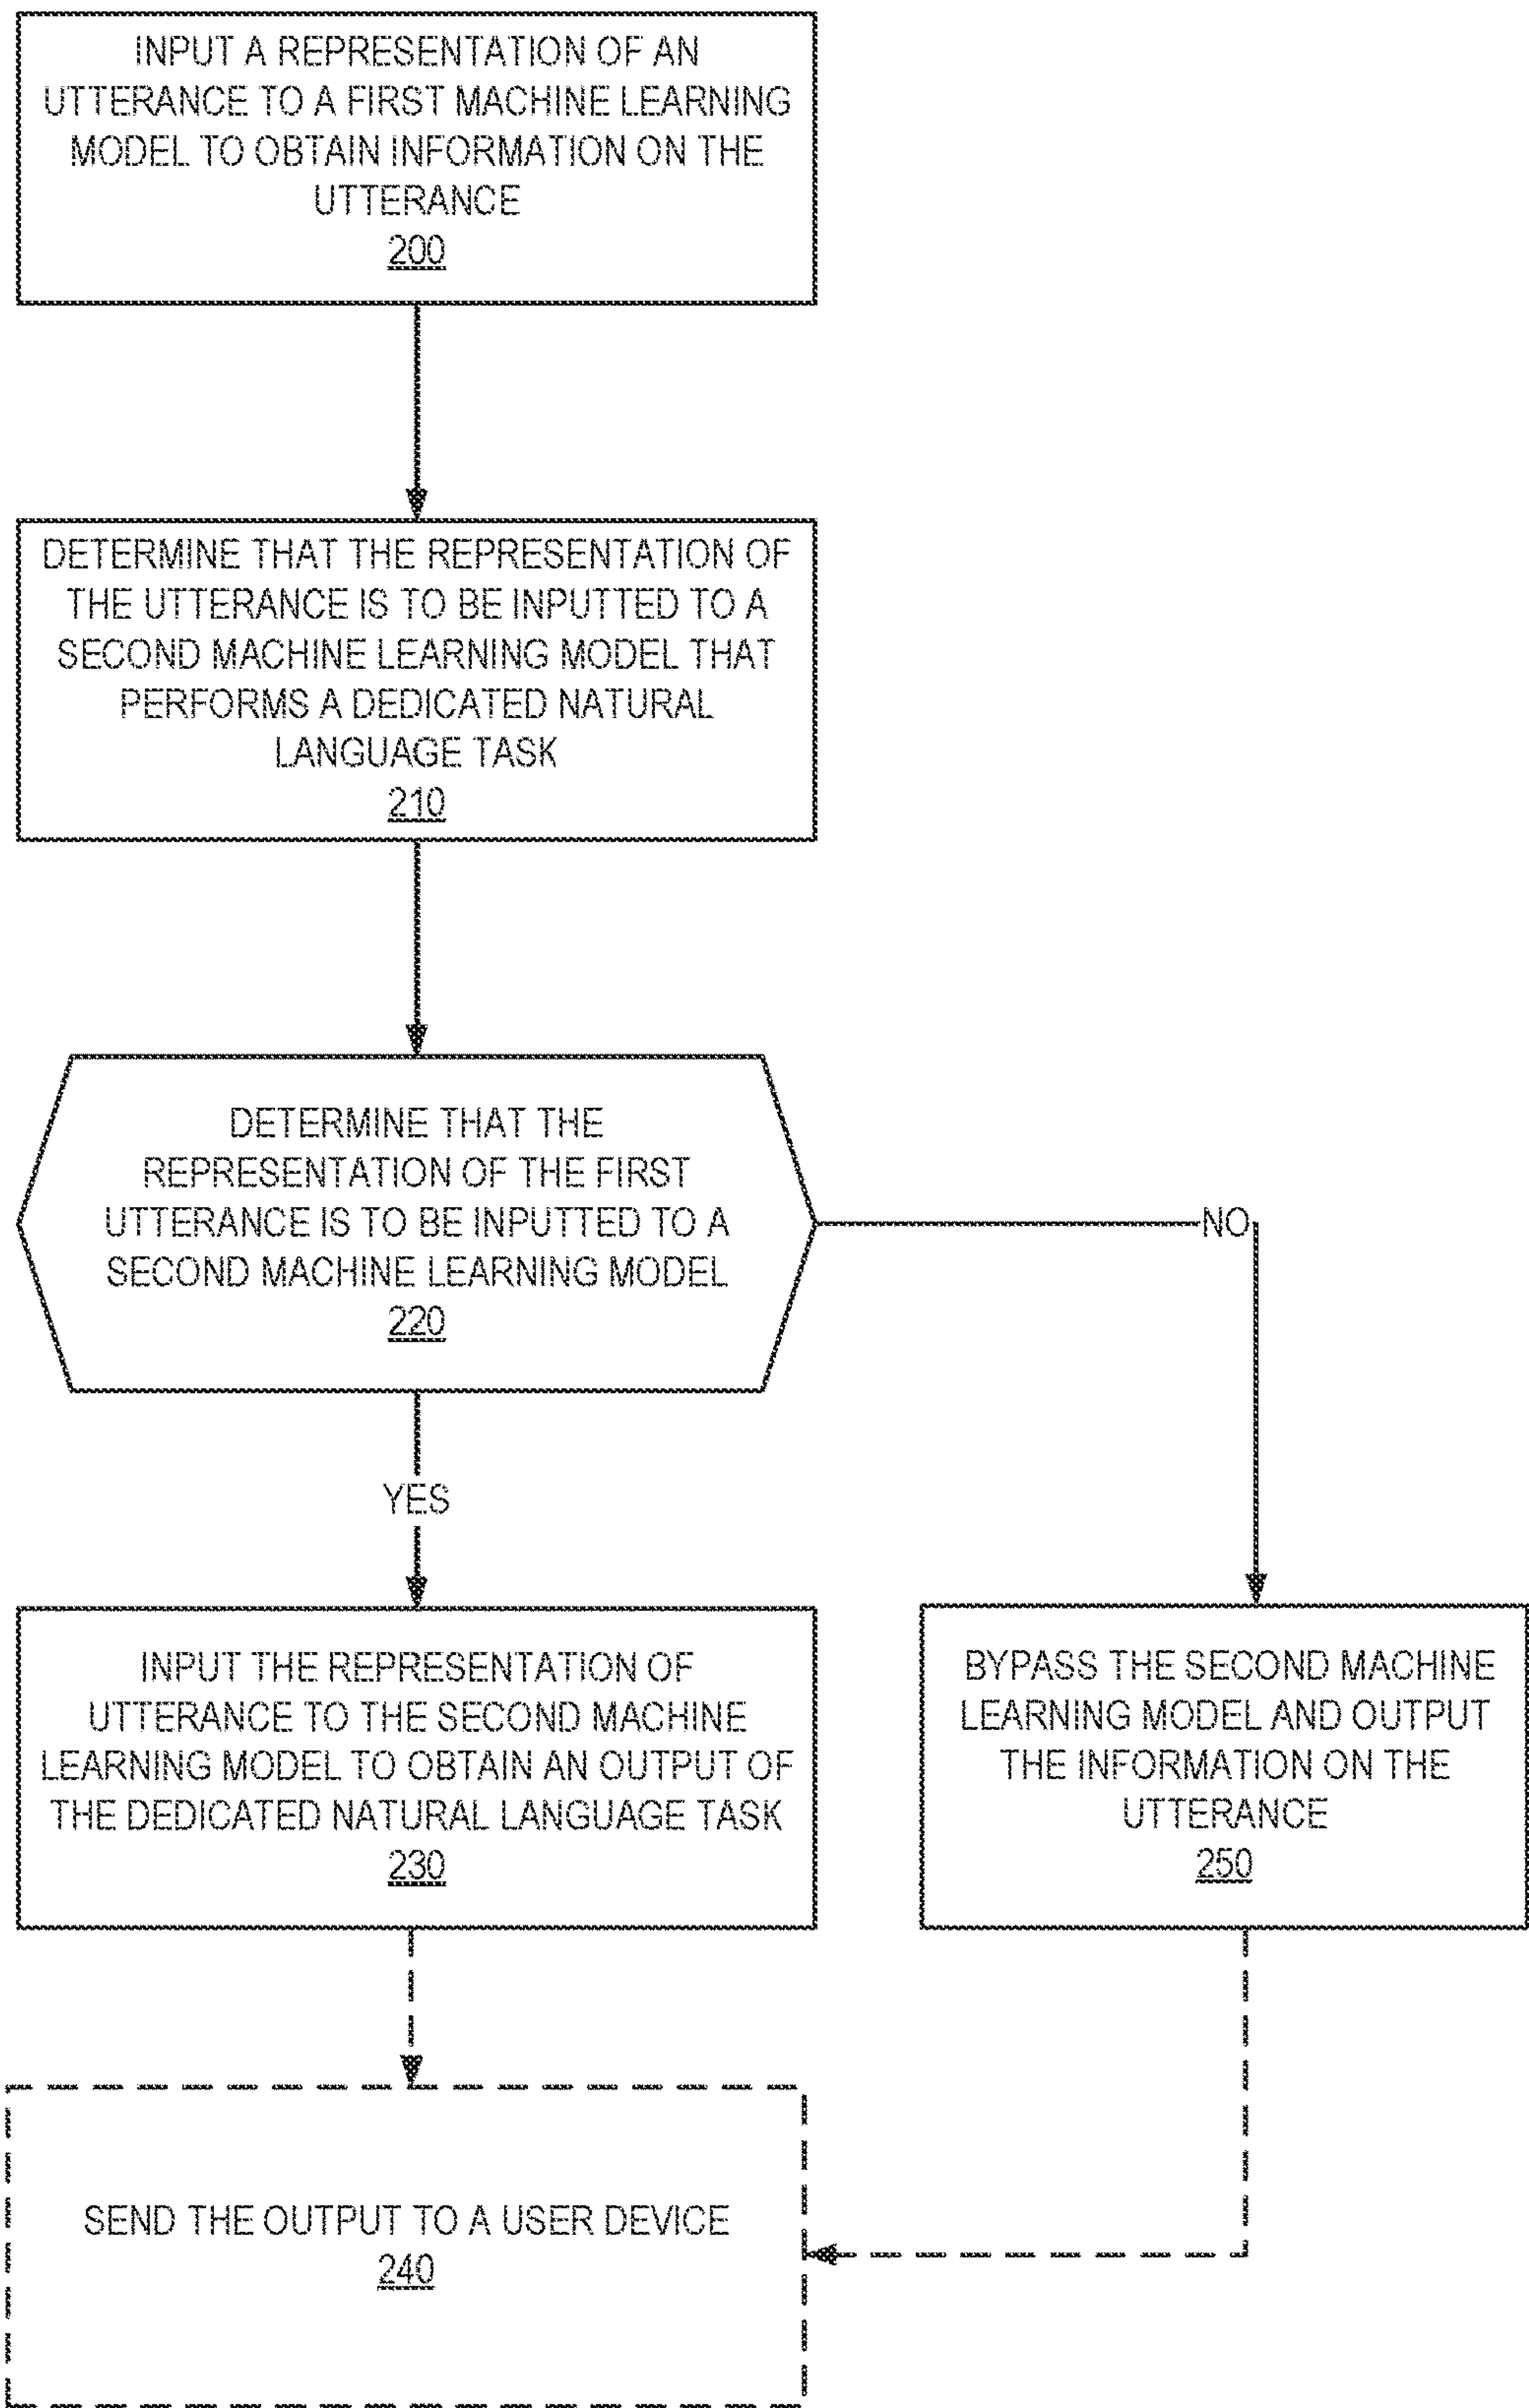 INPUT A REPRESENTATION OF AN
UTTERANCE TO A FIRST MACHINE LEARNING
MODEL TO OBTAIN INFORMATION ON THE
UTTERANCE
200
DETERMINE THAT THE REPRESENTATION OF
THE UTTERANCE IS TO BE INPUTTED TO A
SECOND MACHINE LEARNING MODEL THAT
PERFORMS A DEDICATED NATURAL
LANGUAGE TASK
210
DETERMINE THAT THE
REPRESENTATION OF THE FIRST
UTTERANCE IS TO BE INPUTTED TO A
SECOND MACHINE LEARNING MODEL
220
NO
YES
INPUT THE REPRESENTATION OF
UTTERANCE TO THE SECOND MACHINE
LEARNING MODEL TO OBTAIN AN OUTPUT OF
THE DEDICATED NATURAL LANGUAGE TASK
230
BYPASS THE SECOND MACHINE
LEARNING MODEL AND OUTPUT
THE INFORMATION ON THE
UTTERANCE
250
SEND THE OUTPUT TO A USER DEVICE
240